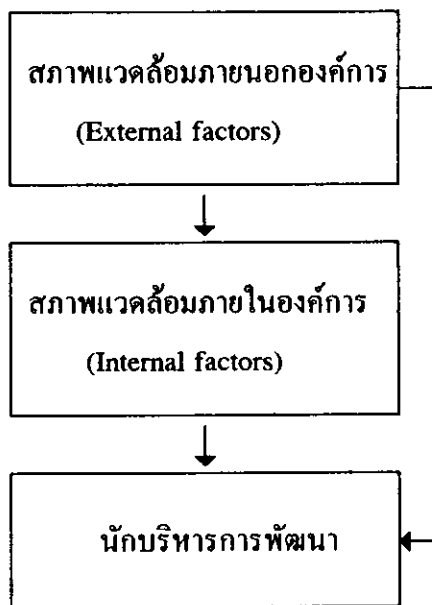 สภาพแวดล้อมภายนอกองค์การ
(External factors)
สภาพแวดล้อมภายในองค์การ
(Internal factors)
นักบริหารการพัฒนา